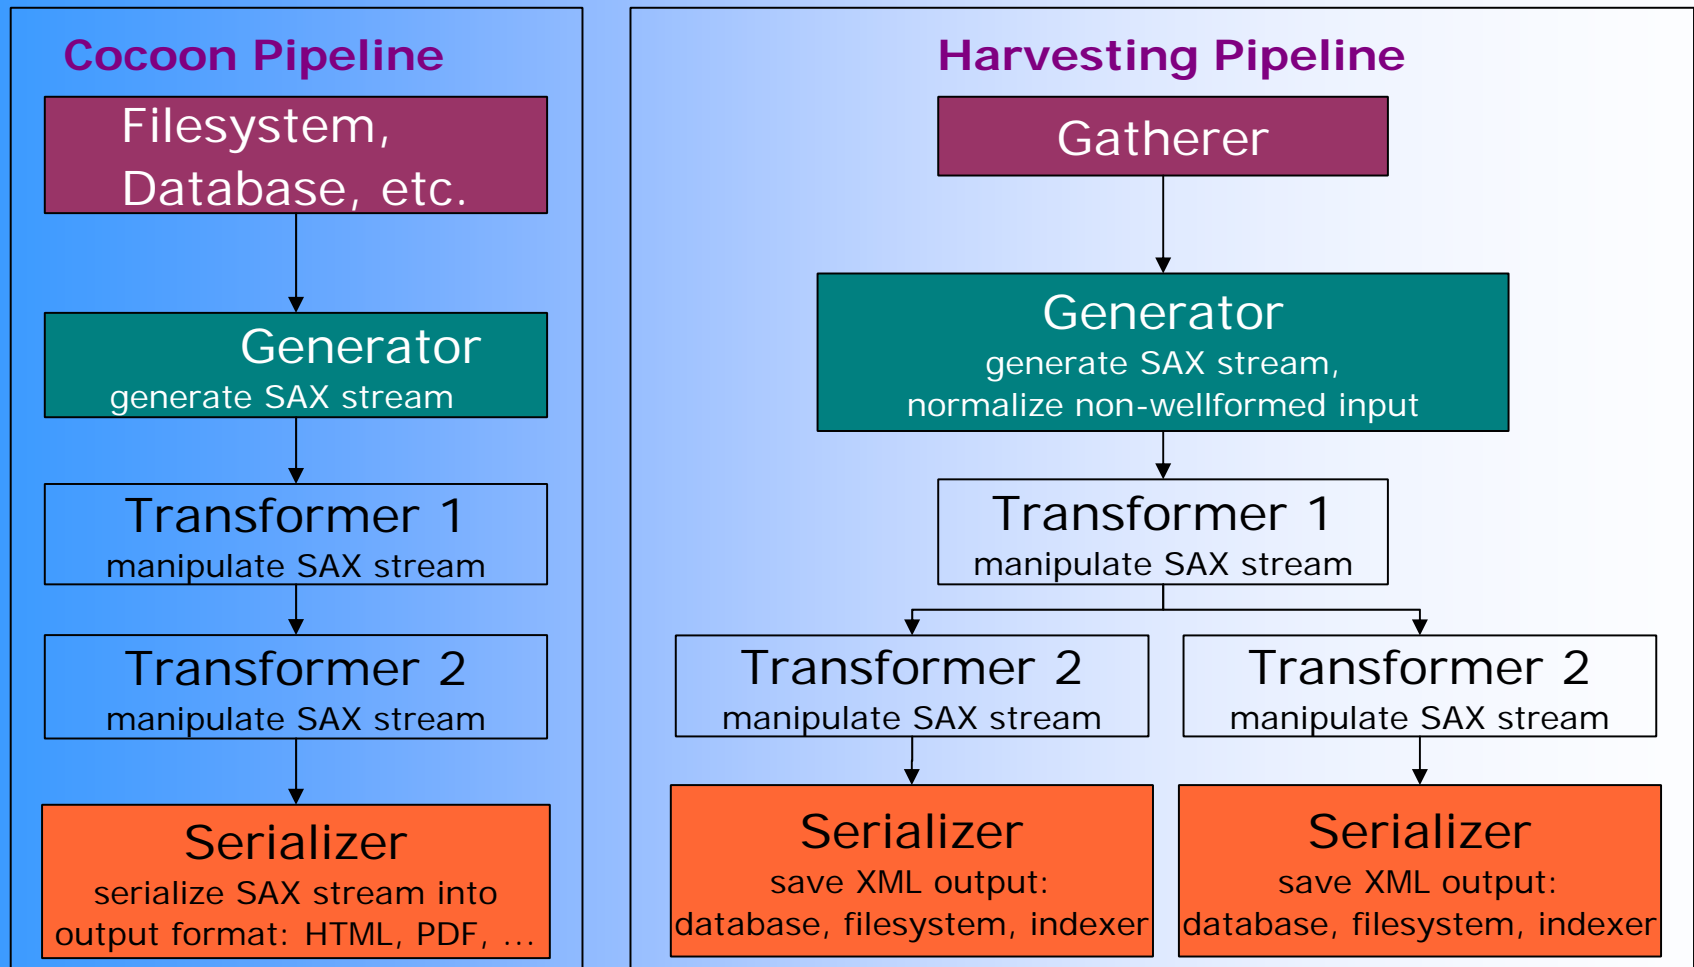 Cocoon Pipeline
Filesystem,
Database, etc.
Generator
generate SAX stream
Transformer 1
manipulate SAX stream
Transformer 2
manipulate SAX stream
Serializer
serialize SAX stream into
output format: HTML, PDF, ...
Harvesting Pipeline
Gatherer
Generator
generate SAX stream,
normalize non-wellformed input
Transformer 1
manipulate SAX stream
Transformer 2
manipulate SAX stream
Transformer 2
manipulate SAX stream
Serializer
save XML output:
database, filesystem, indexer
Serializer
save XML output:
database, filesystem, indexer